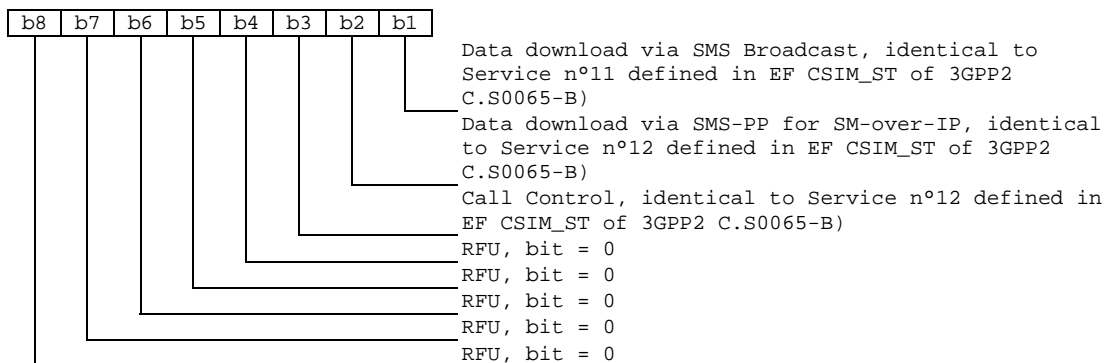 b8 b7 b6 b5 b4 b3 b2 b1
Data download via SMS Broadcast, identical to
Service n°11 defined in EF CSIM_ST of 3GPP2
C.S0065-B)
Data download via SMS-PP for SM-over-IP, identical
to Service n°12 defined in EF CSIM_ST of 3GPP2
C.S0065-B)
Call Control, identical to Service n°12 defined in
EF CSIM_ST of 3GPP2 C.S0065-B)
RFU, bit = 0
RFU, bit = 0
RFU, bit = 0
RFU, bit = 0
RFU, bit = 0